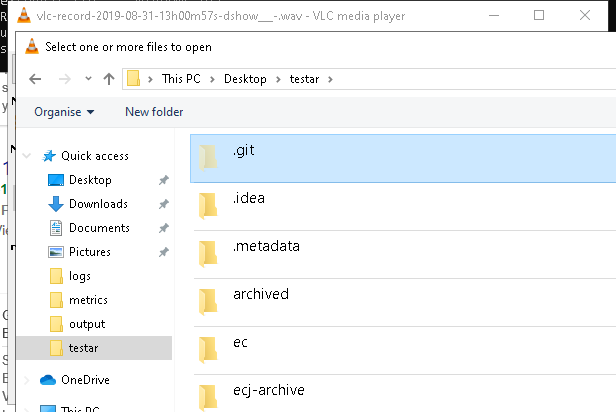 vlc-record-2019-08-31-13h00m57s-dshow___-.wav - VLC media player
Select one or more files to open
This PC > Desktop > testar >
Organise New folder
Quick access
Desktop
Downloads
Documents
Pictures
logs
metrics
output
testar
OneDrive
This PC
.git
.idea
.metadata
archived
ec
ecj-archive